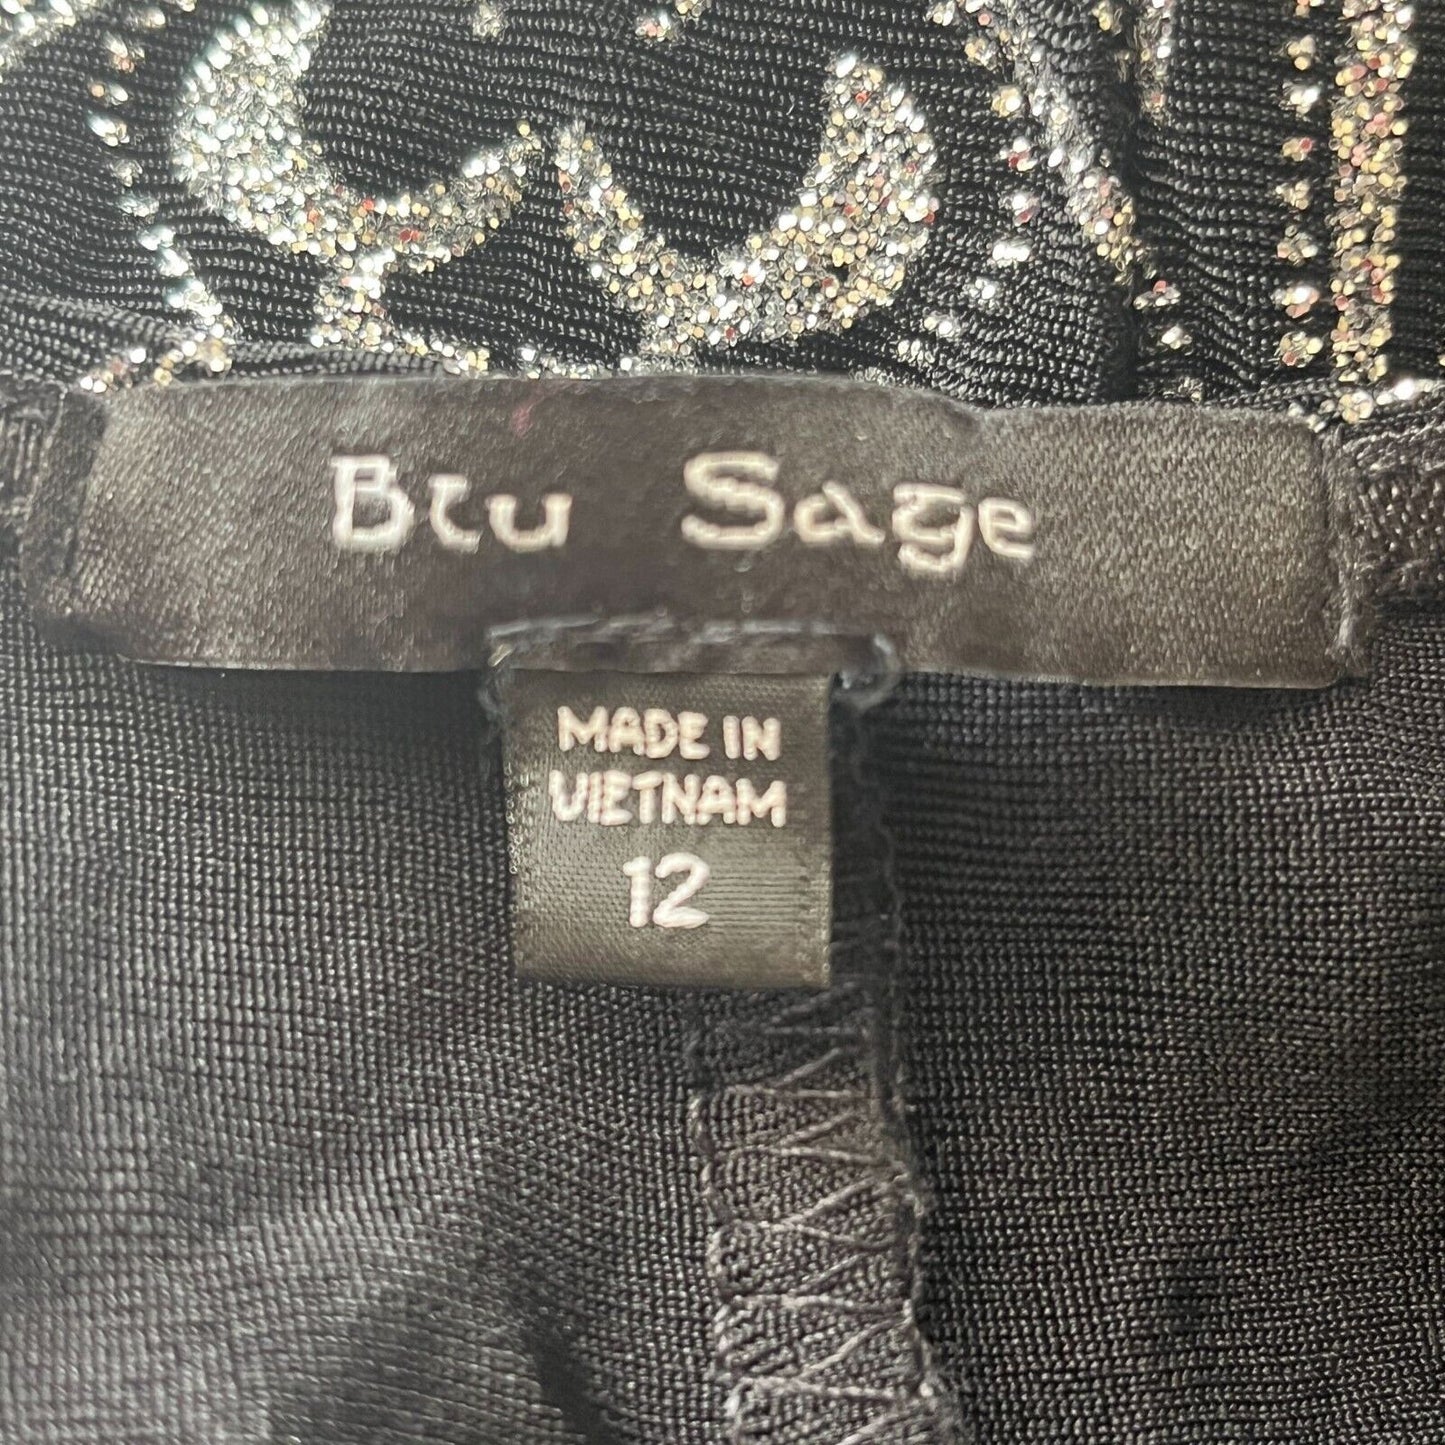 Blu Sage
MADE IN
VIETNAM
12